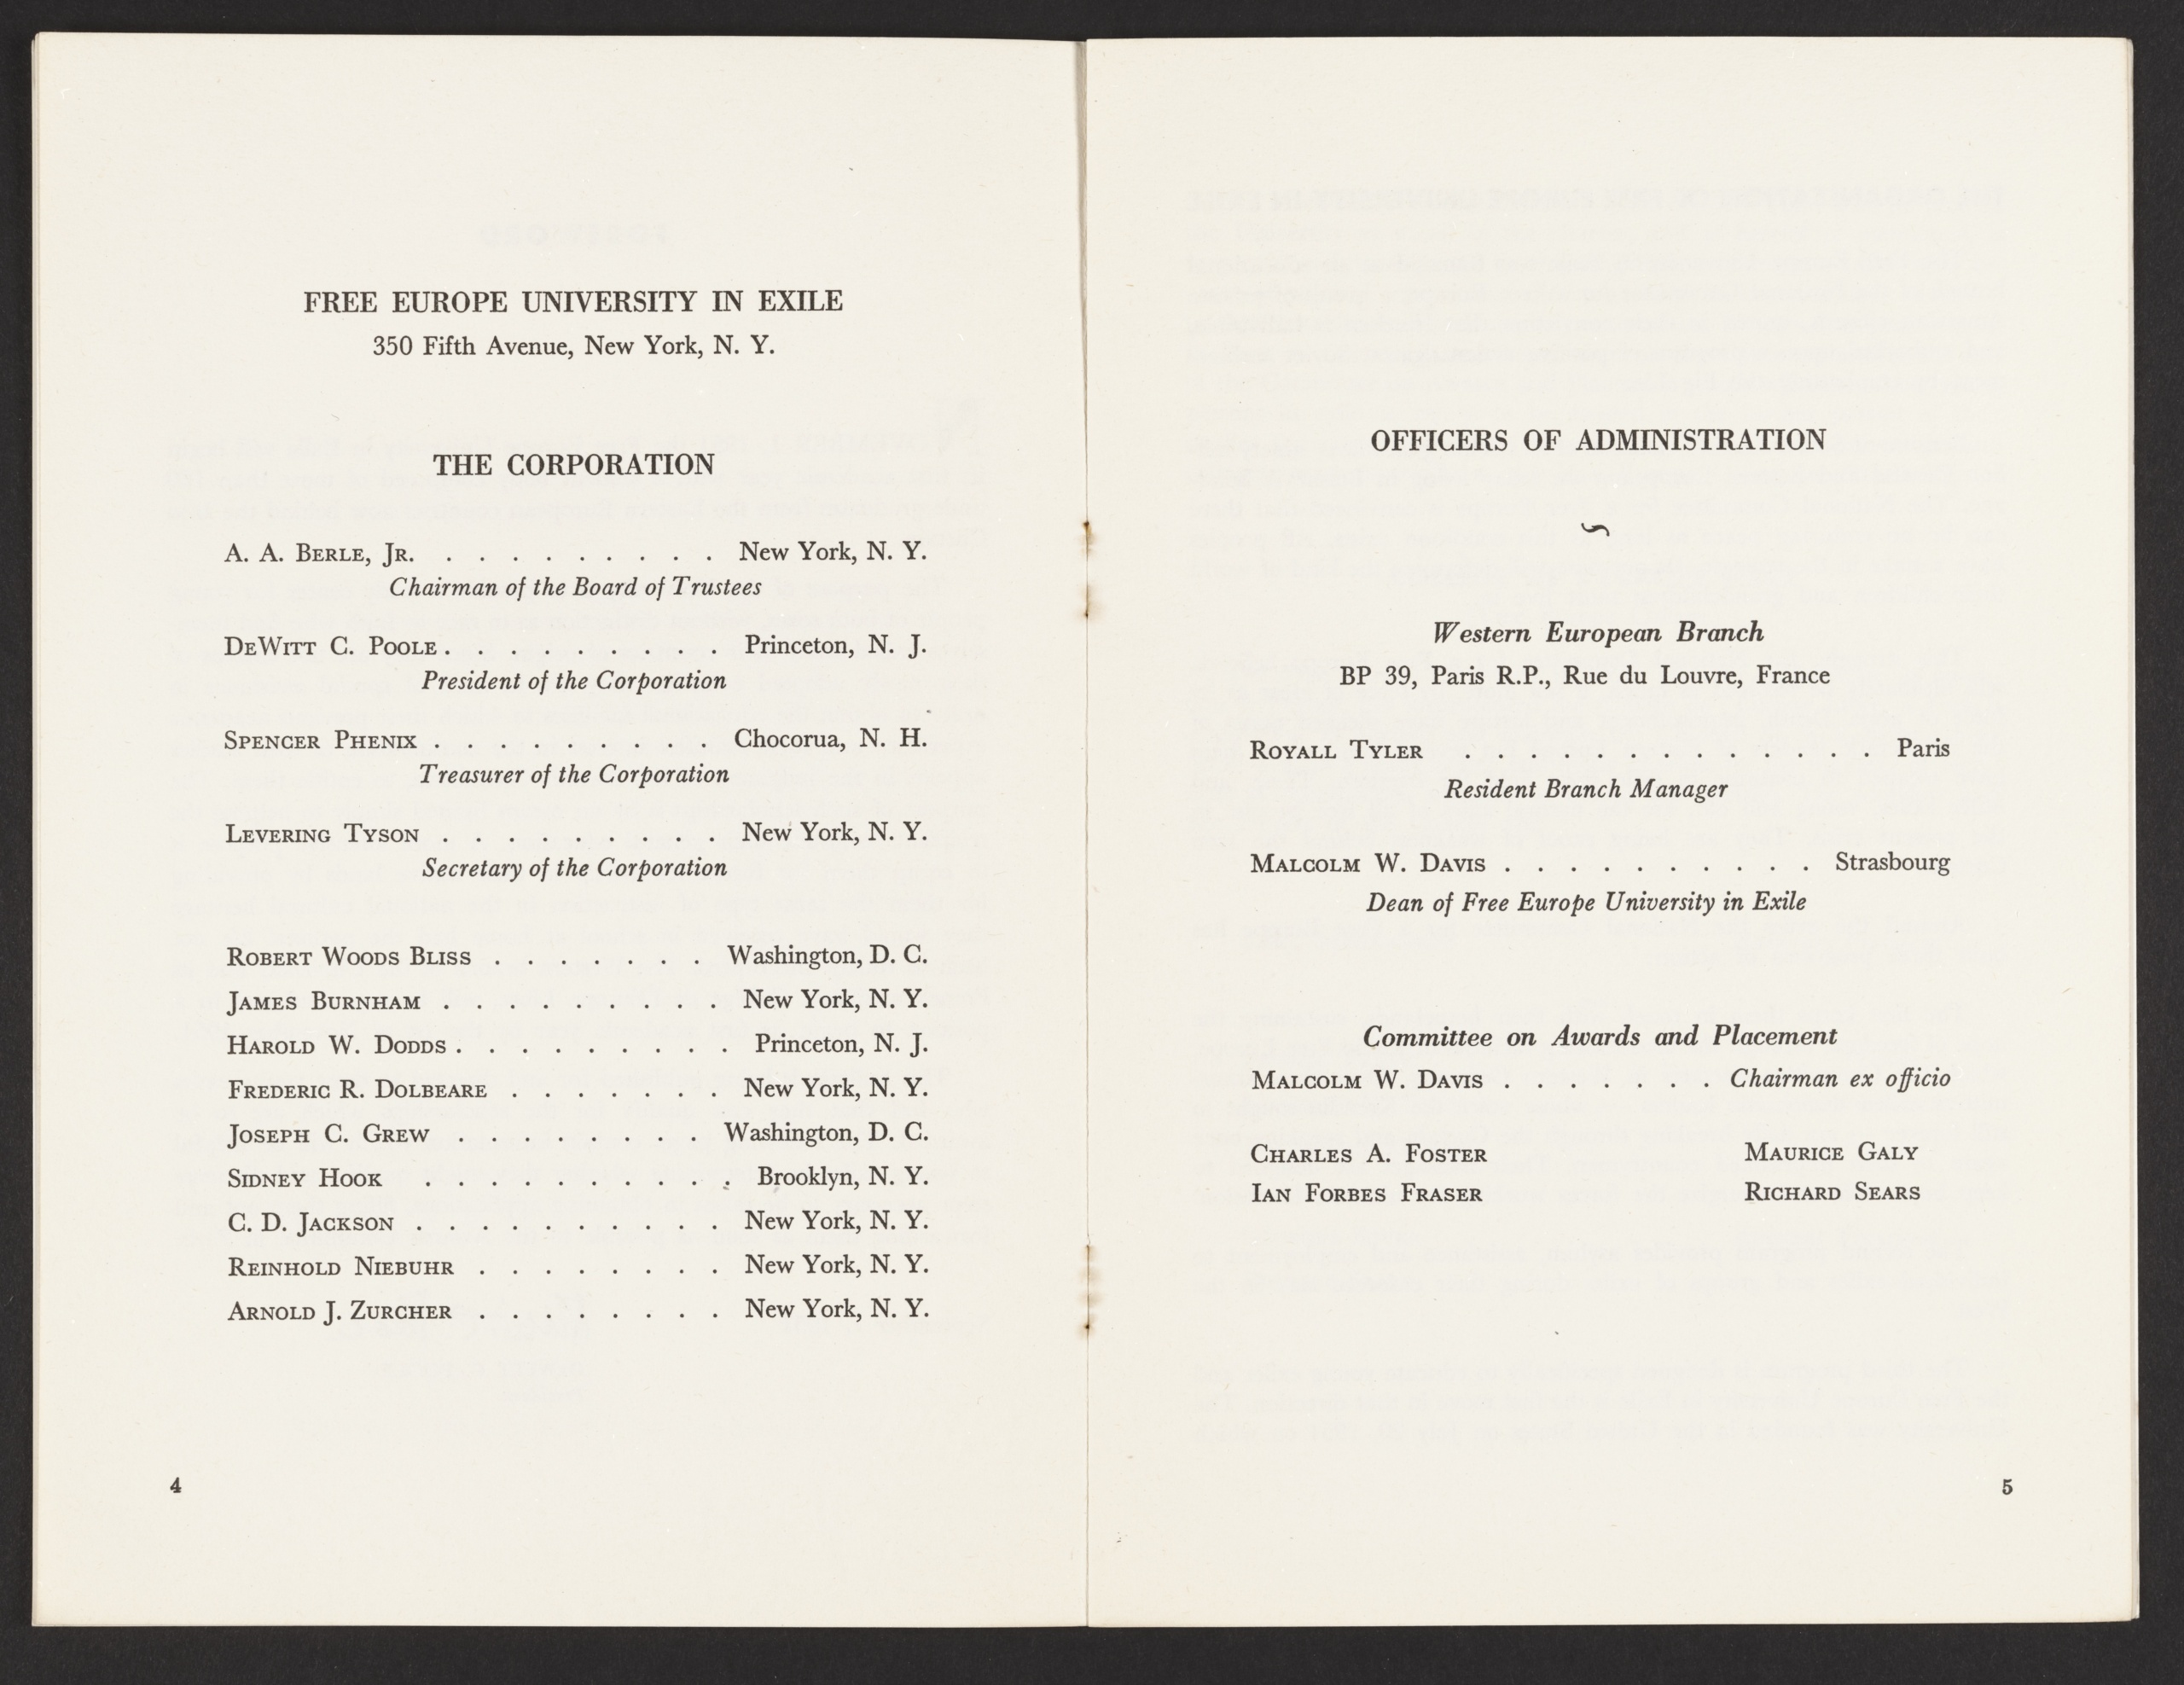 FREE EUROPE UNIVERSITY IN EXILE
350 Fifth Avenue, New York, N. Y.
THE CORPORATION
A. A. BERLE, JR. . . . . . . . . . New York, N. Y.
Chairman of the Board of Trustees
DEWITT C. POOLE . . . . . . . . . Princeton, N. J.
President of the Corporation
SPENCER PHENIX . . . . . . . . . Chocorua, N. H.
Treasurer of the Corporation
LEVERING TYSON . . . . . . . . . New York, N. Y.
Secretary of the Corporation
ROBERT WOODS BLISS . . . . . . . Washington, D. C.
JAMES BURNHAM . . . . . . . . . New York, N. Y.
HAROLD W. DODDS . . . . . . . . . Princeton, N. J.
FREDERIC R. DOLBEARE . . . . . . . New York, N. Y.
JOSEPH C. GREW . . . . . . . . Washington, D. C.
SIDNEY HOOK . . . . . . . . . . Brooklyn, N. Y.
C. D. JACKSON . . . . . . . . . . New York, N. Y.
REINHOLD NIEBUHR . . . . . . . . New York, N. Y.
ARNOLD J. ZURCHER . . . . . . . . New York, N. Y.
4
OFFICERS OF ADMINISTRATION
Western European Branch
BP 39, Paris R.P., Rue du Louvre, France
ROYALL TYLER . . . . . . . . . . . . . Paris
Resident Branch Manager
MALCOLM W. DAVIS . . . . . . . . . . Strasbourg
Dean of Free Europe University in Exile
Committee on Awards and Placement
MALCOLM W. DAVIS . . . . . . . Chairman ex officio
CHARLES A. FOSTER MAURICE GALY
IAN FORBES FRASER RICHARD SEARS
5